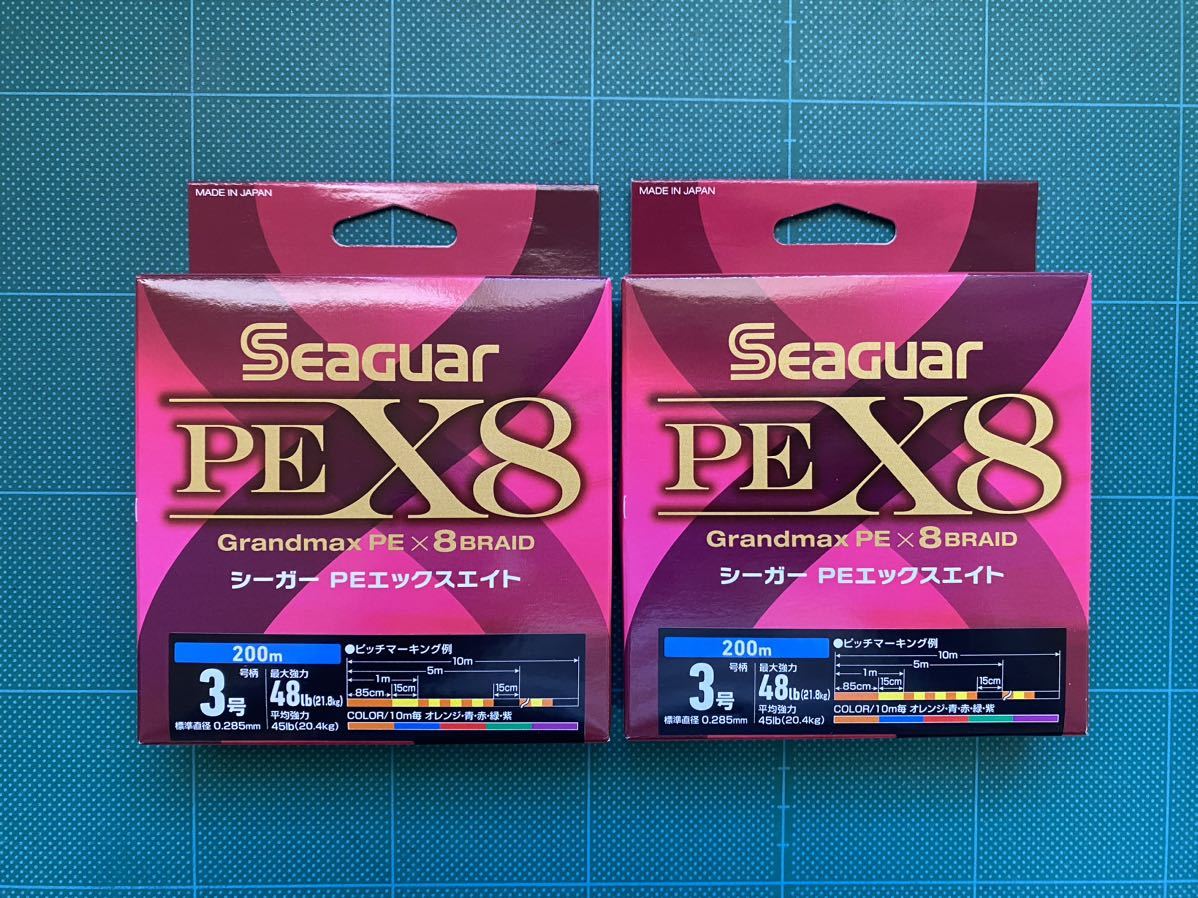 MADE IN JAPAN
Seaguar
PE X8
Grandmax PE×8BRAID
シーガー PEエックスエイト
200m
3号
号柄
標準直径 0.285mm
最大強力
48lb(21.8kg)
平均強力
45lb(20.4kg)
●ピッチマーキング例
10m
5m
1m
85cm
15cm
15cm
COLOR/10m毎 オレンジ・青・赤・緑・紫
MADE IN JAPAN
Seaguar
PE X8
Grandmax PE×8BRAID
シーガー PEエックスエイト
200m
3号
号柄
標準直径 0.285mm
最大強力
48lb(21.8kg)
平均強力
45lb(20.4kg)
●ピッチマーキング例
10m
5m
1m
85cm
15cm
15cm
COLOR/10m毎 オレンジ・青・赤・緑・紫